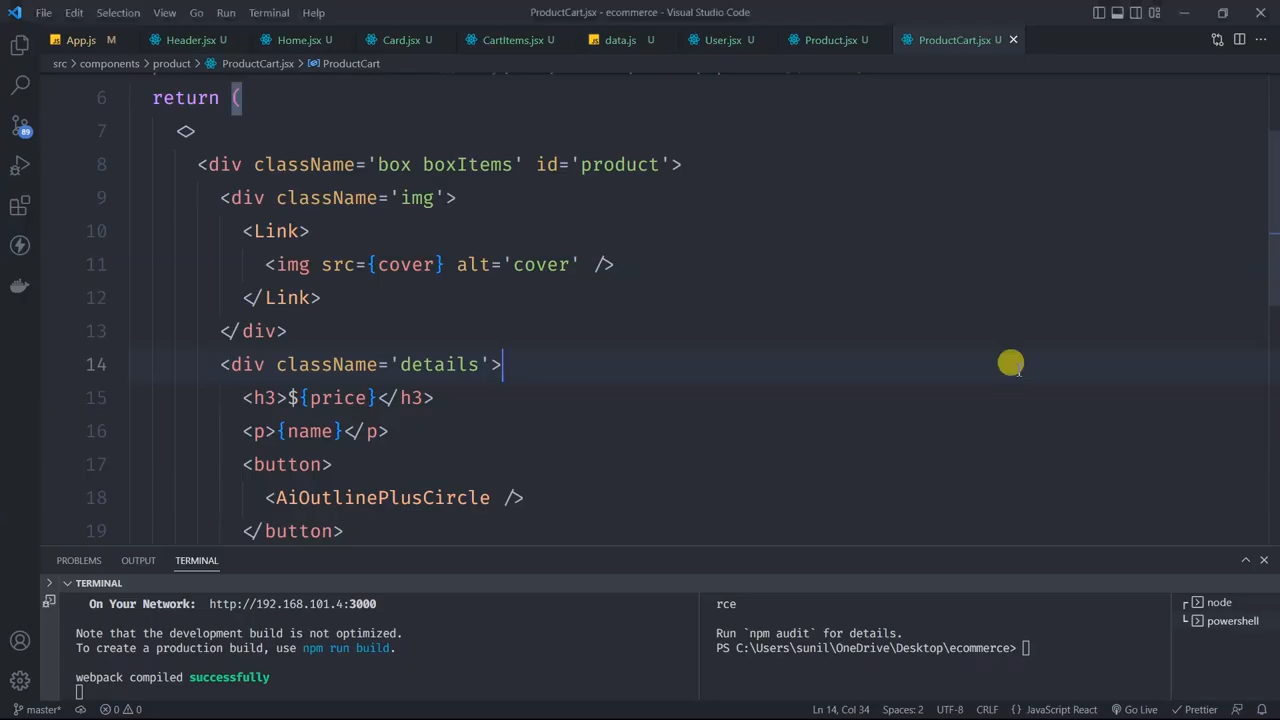 File Edit Selection View Go Run Terminal Help
ProductCart.jsx - ecommerce - Visual Studio Code
App.js M Header.jsx U Home.jsx U Card.jsx U CartItems.jsx U data.js U User.jsx U Product.jsx U ProductCart.jsx U
src > components > product > ProductCart.jsx > ProductCart
6 return (
7 <>
8 <div className='box boxItems' id='product'>
9 <div className='img'>
10 <Link>
11 <img src={cover} alt='cover' />
12 </Link>
13 </div>
14 <div className='details'>
15 <h3>${price}</h3>
16 <p>{name}</p>
17 <button>
18 <AiOutlinePlusCircle />
19 </button>
89
PROBLEMS OUTPUT TERMINAL
TERMINAL
On Your Network: http://192.168.101.4:3000
Note that the development build is not optimized.
To create a production build, use npm run build.
webpack compiled successfully
rce
Run `npm audit` for details.
PS C:\Users\sunil\OneDrive\Desktop\ecommerce>
node
powershell
master* 0 0 Ln 14, Col 34 Spaces: 2 UTF-8 CRLF {} JavaScript React Go Live Prettier